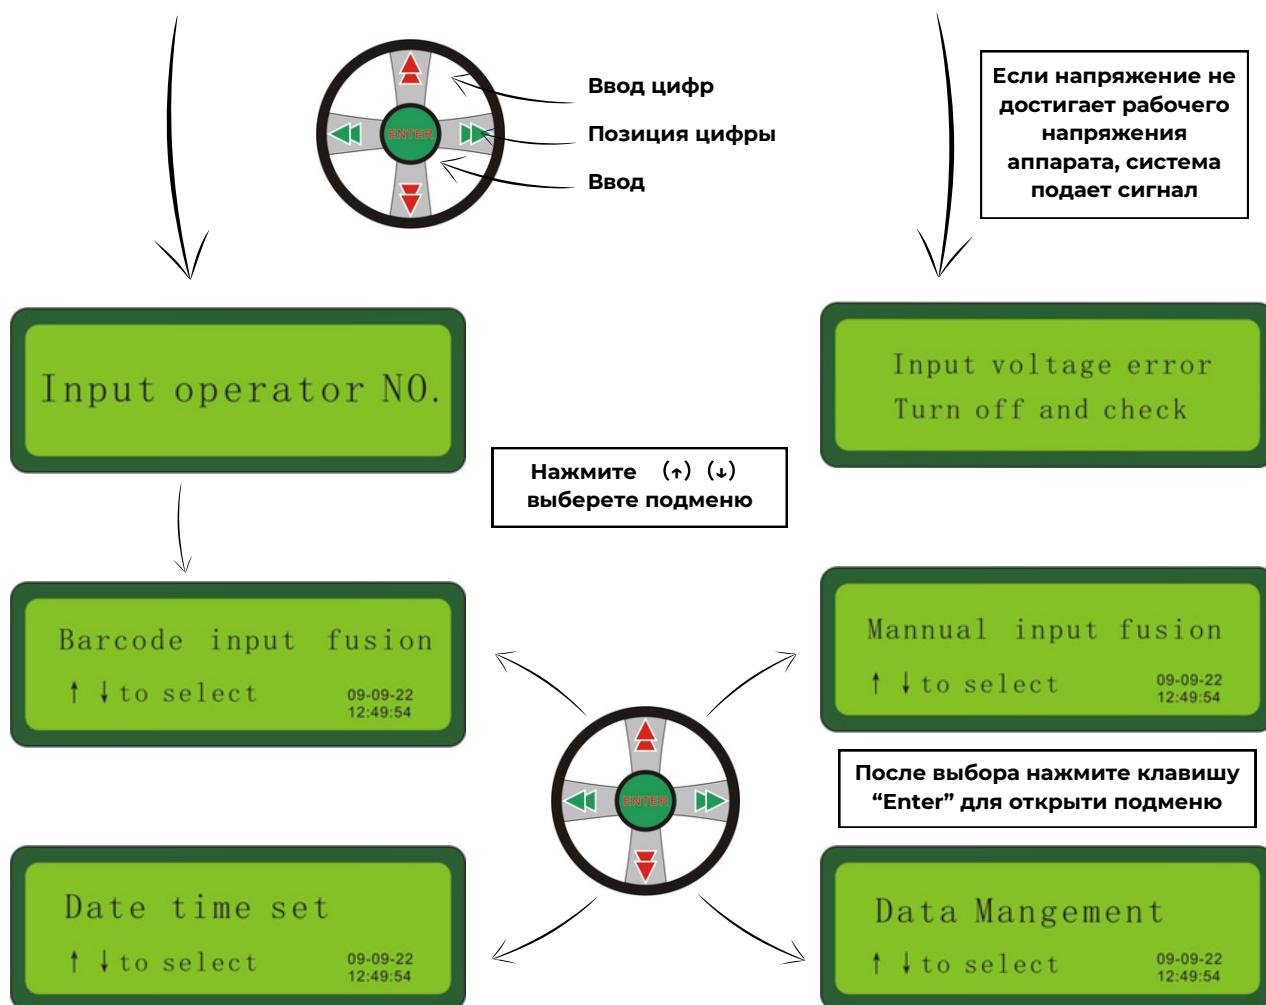 ENTER
Ввод цифр
Позиция цифры
Ввод
Если напряжение не
достигает рабочего
напряжения
аппарата, система
подает сигнал
Input operator NO.
Input voltage error
Turn off and check
Нажмите (↑) (↓)
выберете подменю
Barcode input fusion
↑ ↓ to select
09-09-22
12:49:54
Mannual input fusion
↑ ↓ to select
09-09-22
12:49:54
ENTER
После выбора нажмите клавишу
“Enter” для открыти подменю
Date time set
↑ ↓ to select
09-09-22
12:49:54
Data Mangement
↑ ↓ to select
09-09-22
12:49:54